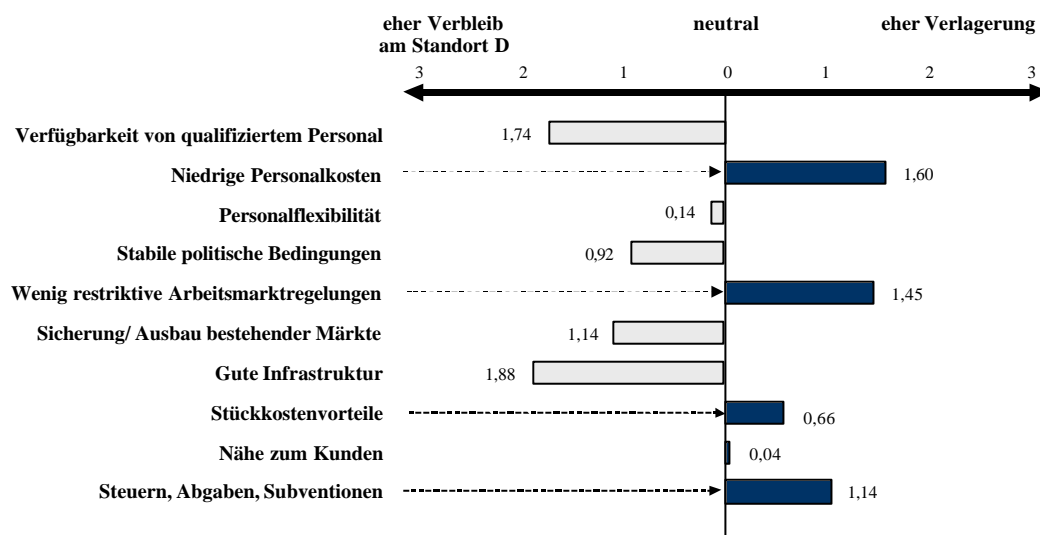 eher Verbleib
am Standort D
neutral
eher Verlagerung
3 2 1 0 1 2 3
Verfügbarkeit von qualifiziertem Personal 1,74
Niedrige Personalkosten 1,60
Personalflexibilität 0,14
Stabile politische Bedingungen 0,92
Wenig restriktive Arbeitsmarktregelungen 1,45
Sicherung/ Ausbau bestehender Märkte 1,14
Gute Infrastruktur 1,88
Stückkostenvorteile 0,66
Nähe zum Kunden 0,04
Steuern, Abgaben, Subventionen 1,14